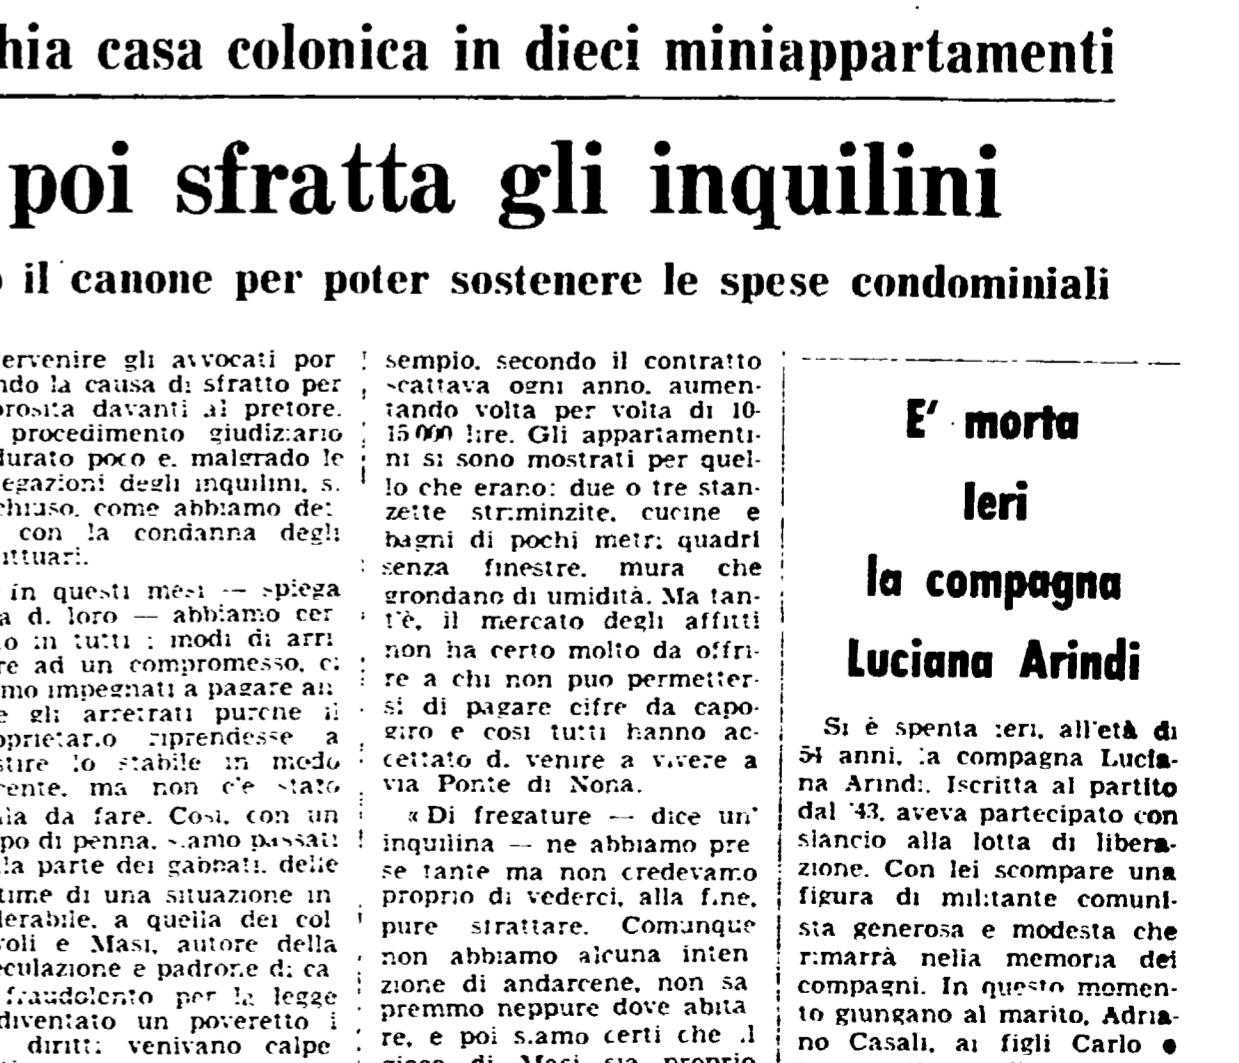 hia casa colonica in dieci miniappartamenti
poi sfratta gli inquilini
il canone per poter sostenere le spese condominiali
ervenire gli avvocati por
ndo la causa di sfratto per
davanti al pretore.
procedimento giudiziario
durato poco e, malgrado le
egazioni degli inquilini, s.
chiuso, come abbiamo det
con la condanna degli
ittuari.
in questi mesi — spiega
a d. loro — abbiamo cer
o in tutti i modi di arri
re ad un compromesso, ci
mo impegnati a pagare an
e gli arretrati purche il
oprietario riprendesse a
stire lo stabile in modo
rente, ma non c'e stato
ia da fare. Così, con un
po di penna, siamo passati
la parte dei gabbati, delle
time di una situazione in
lerabile, a quella dei col
voli e Masi, autore della
eculazione e padrone di ca
fraudolento per la legge
diventato un poveretto i
diritti venivano calpe
sempio, secondo il contratto
scattava ogni anno, aumen-
tando volta per volta di 10-
15 000 lire. Gli appartamenti-
ni si sono mostrati per quel-
lo che erano: due o tre stan-
zette striminzite, cucine e
bagni di pochi metri quadri
senza finestre, mura che
grondano di umidità. Ma tan-
t'è, il mercato degli affitti
non ha certo molto da offri-
re a chi non puo permetter-
si di pagare cifre da capo-
giro e cosi tutti hanno ac-
cettato d. venire a vivere a
via Ponte di Nona.
« Di fregature — dice un'
inquilina — ne abbiamo pre
se tante ma non credevamo
proprio di vederci, alla fine,
pure sfrattare. Comunque
non abbiamo alcuna inten
zione di andarcene, non sa
premmo neppure dove abita
re, e poi siamo certi che il
gioco di Masi sia proprio
E' morta
Ieri
la compagna
Luciana Arindi
Si è spenta ieri, all'età di
54 anni, la compagna Lucia-
na Arindi. Iscritta al partito
dal '43, aveva partecipato con
slancio alla lotta di libera-
zione. Con lei scompare una
figura di militante comuni-
sta generosa e modesta che
rimarrà nella memoria dei
compagni. In questo momen-
to giungano al marito, Adria-
no Casali, ai figli Carlo e